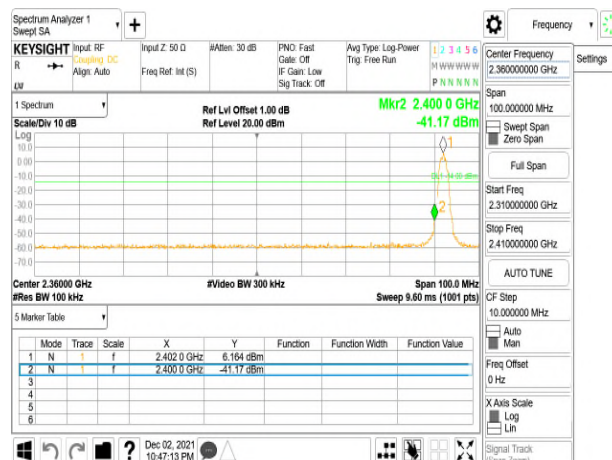 Spectrum Analyzer 1
Swept SA
KEYSIGHT
R
Input: RF
Coupling: DC
Align: Auto
Input Z: 50 Ω
Freq Ref: Int (S)
#Atten: 30 dB
PNO: Fast
Gate: Off
IF Gain: Low
Sig Track: Off
Avg Type: Log-Power
Trig: Free Run
1 2 3 4 5 6
M W W W W W
P N N N N N
1 Spectrum
Scale/Div 10 dB
Log
Ref Lvl Offset 1.00 dB
Ref Level 20.00 dBm
Mkr2 2.400 0 GHz
-41.17 dBm
10.0
0.00
-10.0
-20.0
-30.0
-40.0
-50.0
-60.0
-70.0
1
2
Center 2.36000 GHz
#Res BW 100 kHz
#Video BW 300 kHz
Span 100.0 MHz
Sweep 9.60 ms (1001 pts)
5 Marker Table
Mode Trace Scale X Y Function Function Width Function Value
1 N 1 f 2.402 0 GHz 6.164 dBm
2 N 1 f 2.400 0 GHz -41.17 dBm
3
4
5
6
?
Dec 02, 2021
10:47:13 PM
Frequency
Settings
Center Frequency
2.360000000 GHz
Span
100.000000 MHz
Swept Span
Zero Span
Full Span
Start Freq
2.310000000 GHz
Stop Freq
2.410000000 GHz
AUTO TUNE
CF Step
10.000000 MHz
Auto
Man
Freq Offset
0 Hz
X Axis Scale
Log
Lin
Signal Track